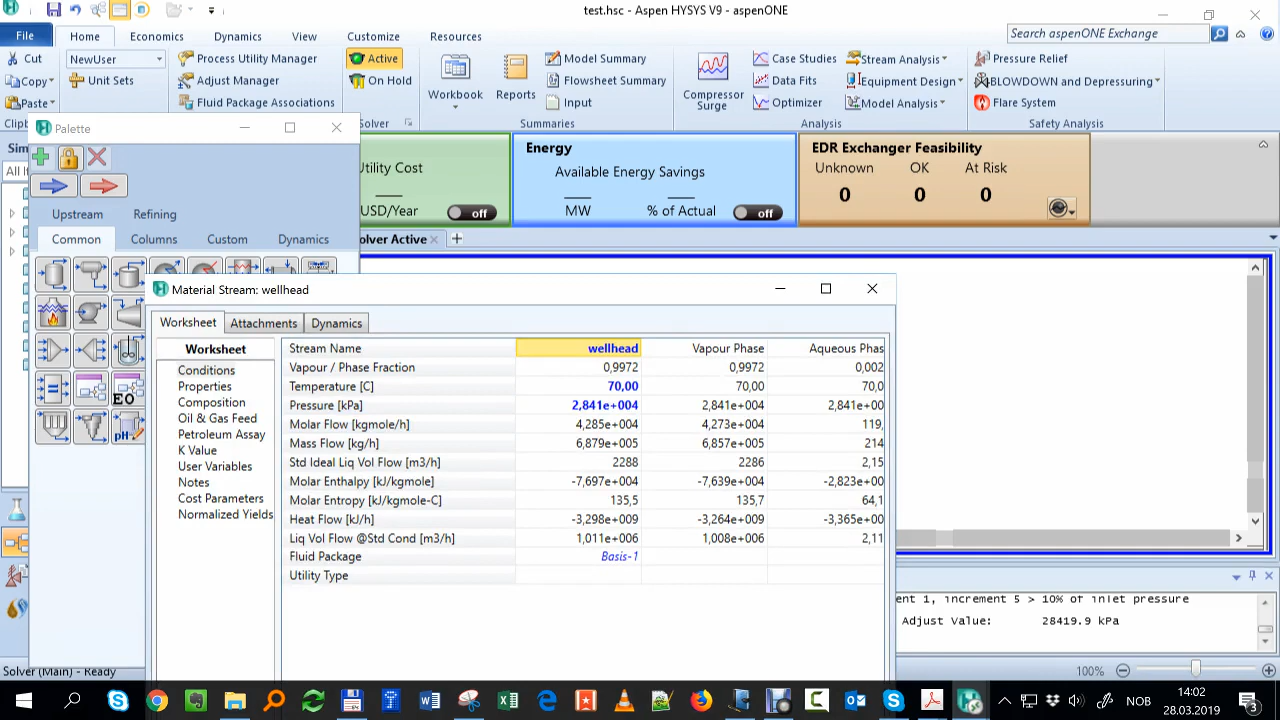 test.hsc - Aspen HYSYS V9 - aspenONE
File Home Economics Dynamics View Customize Resources
Search aspenONE Exchange
Cut NewUser Process Utility Manager Active Model Summary Case Studies Stream Analysis Pressure Relief
Copy Unit Sets Adjust Manager On Hold Workbook Reports Flowsheet Summary Compressor Surge Data Fits Equipment Design BLOWDOWN and Depressuring
Paste Fluid Package Associations Input Optimizer Model Analysis Flare System
Clipb olver Summaries Analysis Safety Analysis
Palette
Sim
All It
Upstream Refining
Common Columns Custom Dynamics
EO
pH
Utility Cost
USD/Year off
Energy
Available Energy Savings
MW % of Actual off
EDR Exchanger Feasibility
Unknown OK At Risk
0 0 0
olver Active
Material Stream: wellhead
Worksheet Attachments Dynamics
Worksheet
Conditions
Properties
Composition
Oil & Gas Feed
Petroleum Assay
K Value
User Variables
Notes
Cost Parameters
Normalized Yields
Stream Name wellhead Vapour Phase Aqueous Phas
Vapour / Phase Fraction 0,9972 0,9972 0,002
Temperature [C] 70,00 70,00 70,0
Pressure [kPa] 2,841e+004 2,841e+004 2,841e+00
Molar Flow [kgmole/h] 4,285e+004 4,273e+004 119,
Mass Flow [kg/h] 6,879e+005 6,857e+005 214
Std Ideal Liq Vol Flow [m3/h] 2288 2286 2,15
Molar Enthalpy [kJ/kgmole] -7,697e+004 -7,639e+004 -2,823e+00
Molar Entropy [kJ/kgmole-C] 135,5 135,7 64,1
Heat Flow [kJ/h] -3,298e+009 -3,264e+009 -3,365e+00
Liq Vol Flow @Std Cond [m3/h] 1,011e+006 1,008e+006 2,11
Fluid Package Basis-1
Utility Type
ent 1, increment 5 > 10% of inlet pressure
Adjust Value: 28419.9 kPa
Solver (Main) - Ready
100%
NOB
14:02
28.03.2019
3